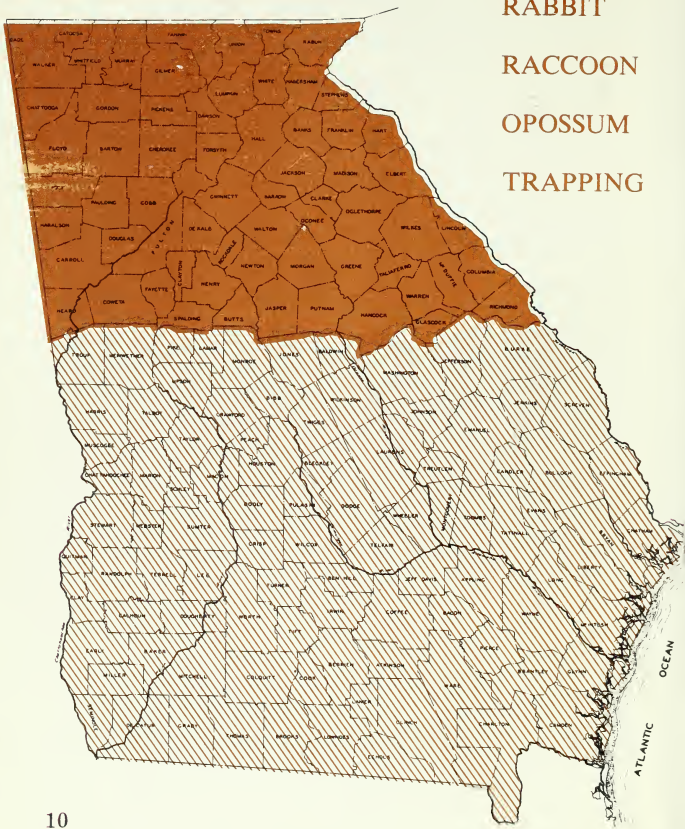 RABBIT
RACCOON
OPOSSUM
TRAPPING
CATOOSA
FANNIN
TOWNS
UNION
RABUN
WALKER
WHITFIELD
MURRAY
GILMER
LUMPKIN
WHITE
HABERSHAM
STEPHENS
CHATTOOGA
GORDON
PICKENS
DAWSON
HALL
BANKS
FRANKLIN
HART
FLOYD
BARTOW
CHEROKEE
FORSYTH
JACKSON
MADISON
ELBERT
PAULDING
COBB
GWINNETT
BARROW
CLARKE
OGLETHORPE
HARALSON
DOUGLAS
FULTON
DE KALB
WALTON
OCONEE
WILKES
LINCOLN
CARROLL
ROCKDALE
NEWTON
MORGAN
GREENE
TALIAFERRO
MCDUFFIE
COLUMBIA
HEARD
COWETA
FAYETTE
CLAYTON
HENRY
WARREN
RICHMOND
SPALDING
BUTTS
JASPER
PUTNAM
HANCOCK
GLASCOCK
TROUP
MERIWETHER
PIKE
LAMAR
MONROE
JONES
BALDWIN
WASHINGTON
JEFFERSON
BURKE
UPSON
BIBB
WILKINSON
JENKINS
SCREVEN
HARRIS
TALBOT
CRAWFORD
TWIGGS
JOHNSON
EMANUEL
MUSCOGEE
TAYLOR
PEACH
LAURENS
CHATTAHOOCHEE
MARION
MACON
HOUSTON
BLECKLEY
TREUTLEN
CANDLER
BULLOCH
EFFINGHAM
SCHLEY
DOOLY
PULASKI
DODGE
WHEELER
MONTGOMERY
TOOMBS
EVANS
STEWART
WEBSTER
SUMTER
TATTNALL
BRYAN
CHATHAM
CRISP
WILCOX
TELFAIR
QUITMAN
RANDOLPH
TERRELL
LEE
TURNER
BEN HILL
JEFF DAVIS
APPLING
LONG
LIBERTY
CLAY
CALHOUN
DOUGHERTY
WORTH
TIFT
IRWIN
COFFEE
BACON
WAYNE
MCINTOSH
EARLY
BAKER
PIERCE
MILLER
MITCHELL
COLQUITT
COOK
BERRIEN
ATKINSON
WARE
BRANTLEY
GLYNN
SEMINOLE
DECATUR
GRADY
THOMAS
BROOKS
LOWNDES
LANIER
CLINCH
CHARLTON
CAMDEN
ECHOLS
ATLANTIC OCEAN
10